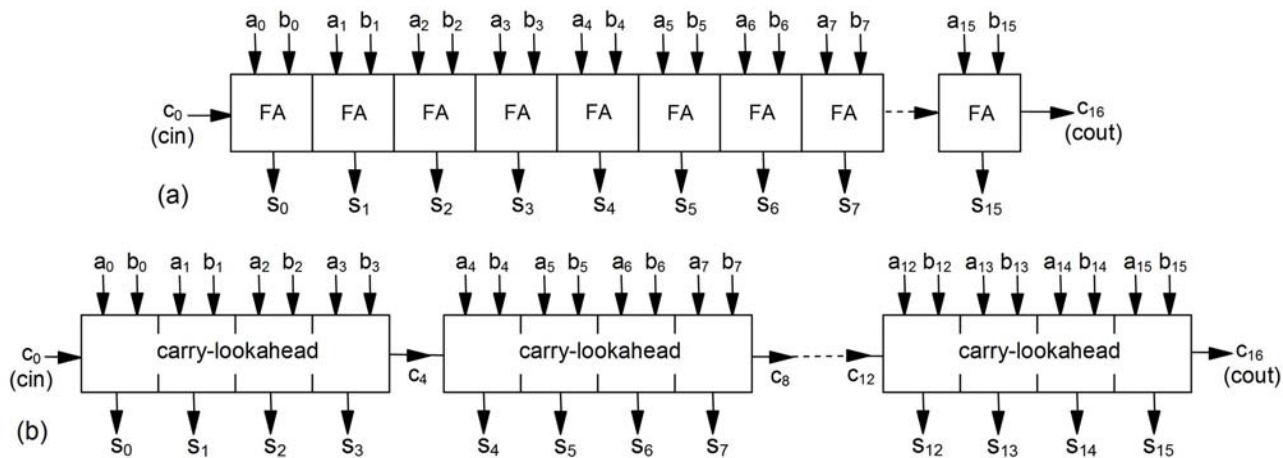 a₀ b₀ a₁ b₁ a₂ b₂ a₃ b₃ a₄ b₄ a₅ b₅ a₆ b₆ a₇ b₇ a₁₅ b₁₅
c₀ FA FA FA FA FA FA FA FA FA c₁₆
(cin) (cout)
(a) s₀ s₁ s₂ s₃ s₄ s₅ s₆ s₇ s₁₅
a₀ b₀ a₁ b₁ a₂ b₂ a₃ b₃ a₄ b₄ a₅ b₅ a₆ b₆ a₇ b₇ a₁₂ b₁₂ a₁₃ b₁₃ a₁₄ b₁₄ a₁₅ b₁₅
c₀ carry-lookahead c₄ carry-lookahead c₈ c₁₂ carry-lookahead c₁₆
(cin) (cout)
(b) s₀ s₁ s₂ s₃ s₄ s₅ s₆ s₇ s₁₂ s₁₃ s₁₄ s₁₅